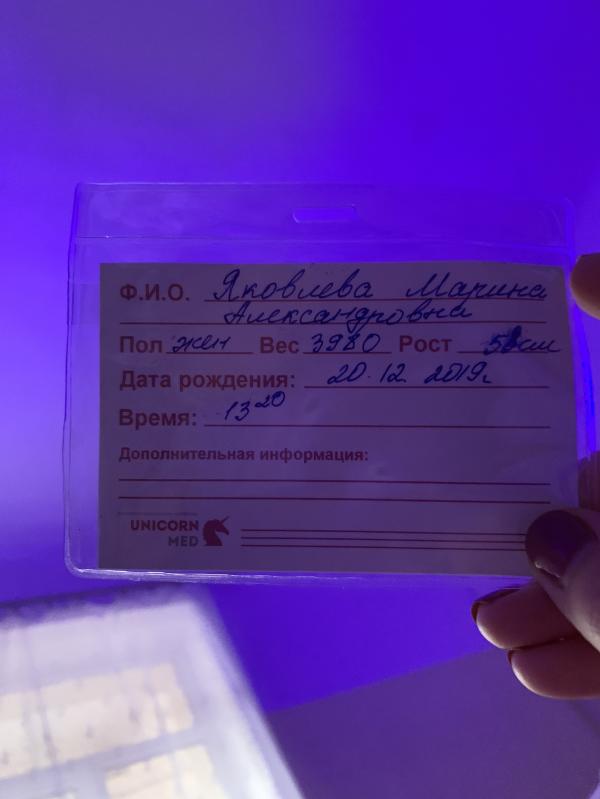 Ф.И.О. Яковлева Марина
Александровна
Пол жен Вес 3980 Рост
Дата рождения: 20.12.2019г
Время: 13 20
Дополнительная информация:
UNICORN
MED